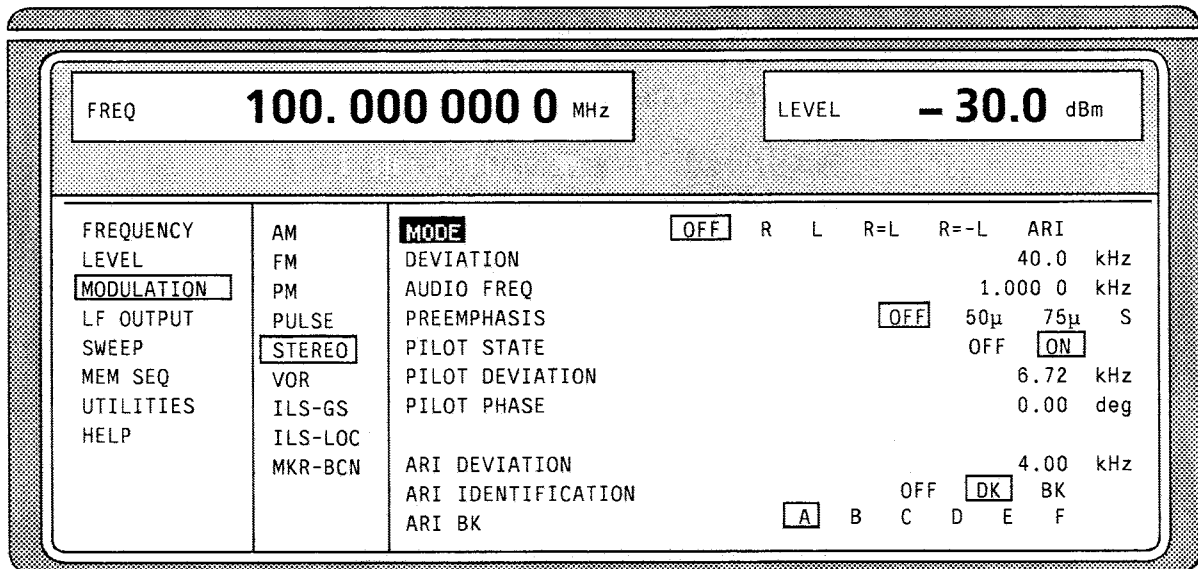 FREQ 100. 000 000 0 MHz
LEVEL – 30.0 dBm
FREQUENCY
LEVEL
MODULATION
LF OUTPUT
SWEEP
MEM SEQ
UTILITIES
HELP
AM
FM
PM
PULSE
STEREO
VOR
ILS-GS
ILS-LOC
MKR-BCN
MODE OFF R L R=L R=-L ARI
DEVIATION 40.0 kHz
AUDIO FREQ 1.000 0 kHz
PREEMPHASIS OFF 50µ 75µ S
PILOT STATE OFF ON
PILOT DEVIATION 6.72 kHz
PILOT PHASE 0.00 deg
ARI DEVIATION 4.00 kHz
ARI IDENTIFICATION OFF DK BK
ARI BK A B C D E F